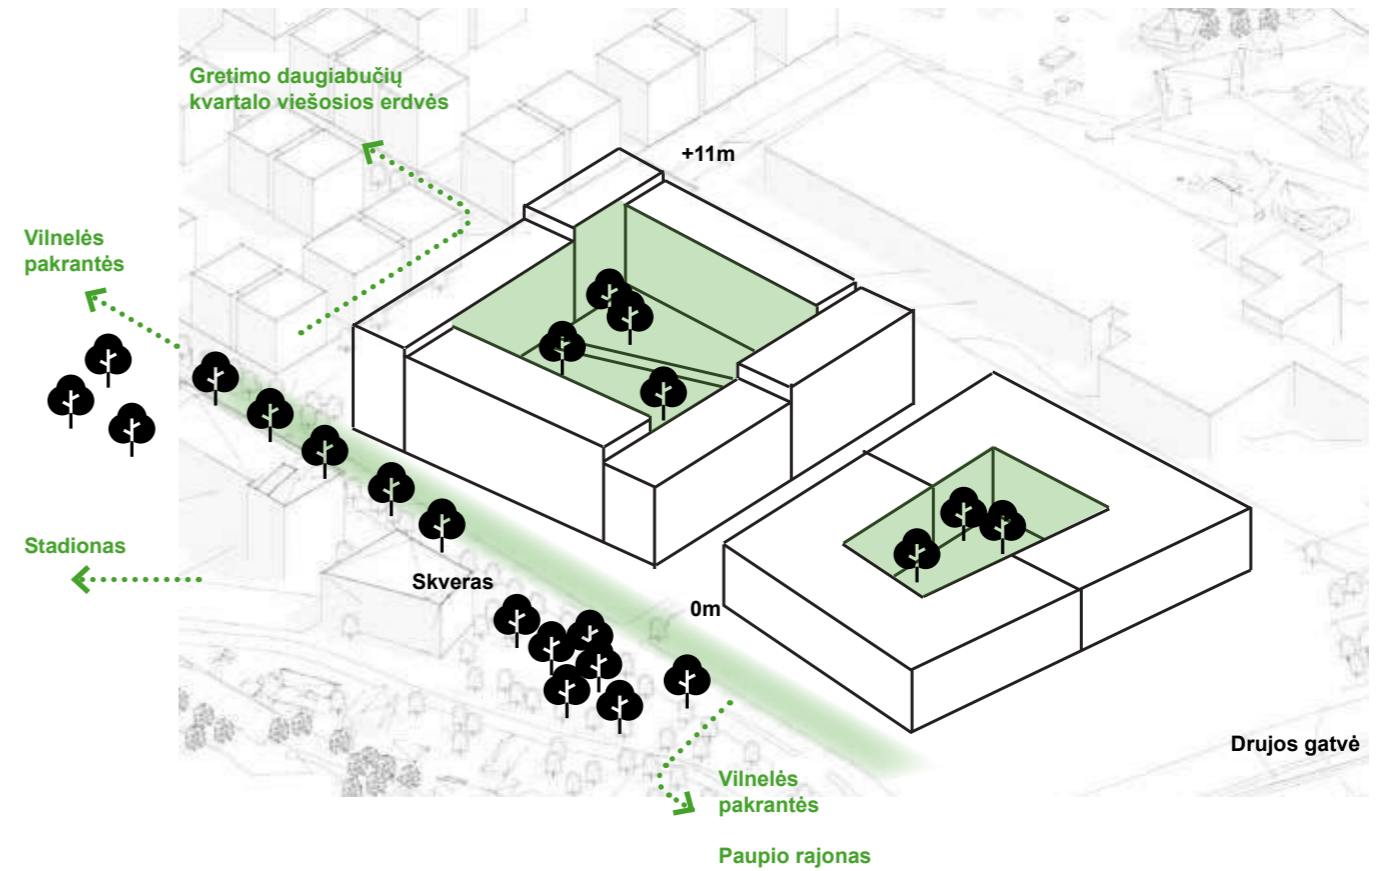 Gretimo daugiabučių
kvartalo viešosios erdvės
+11m
Vilnelės
pakrantės
Stadionas
Skveras
0m
Drujos gatvė
Vilnelės
pakrantės
Paupio rajonas